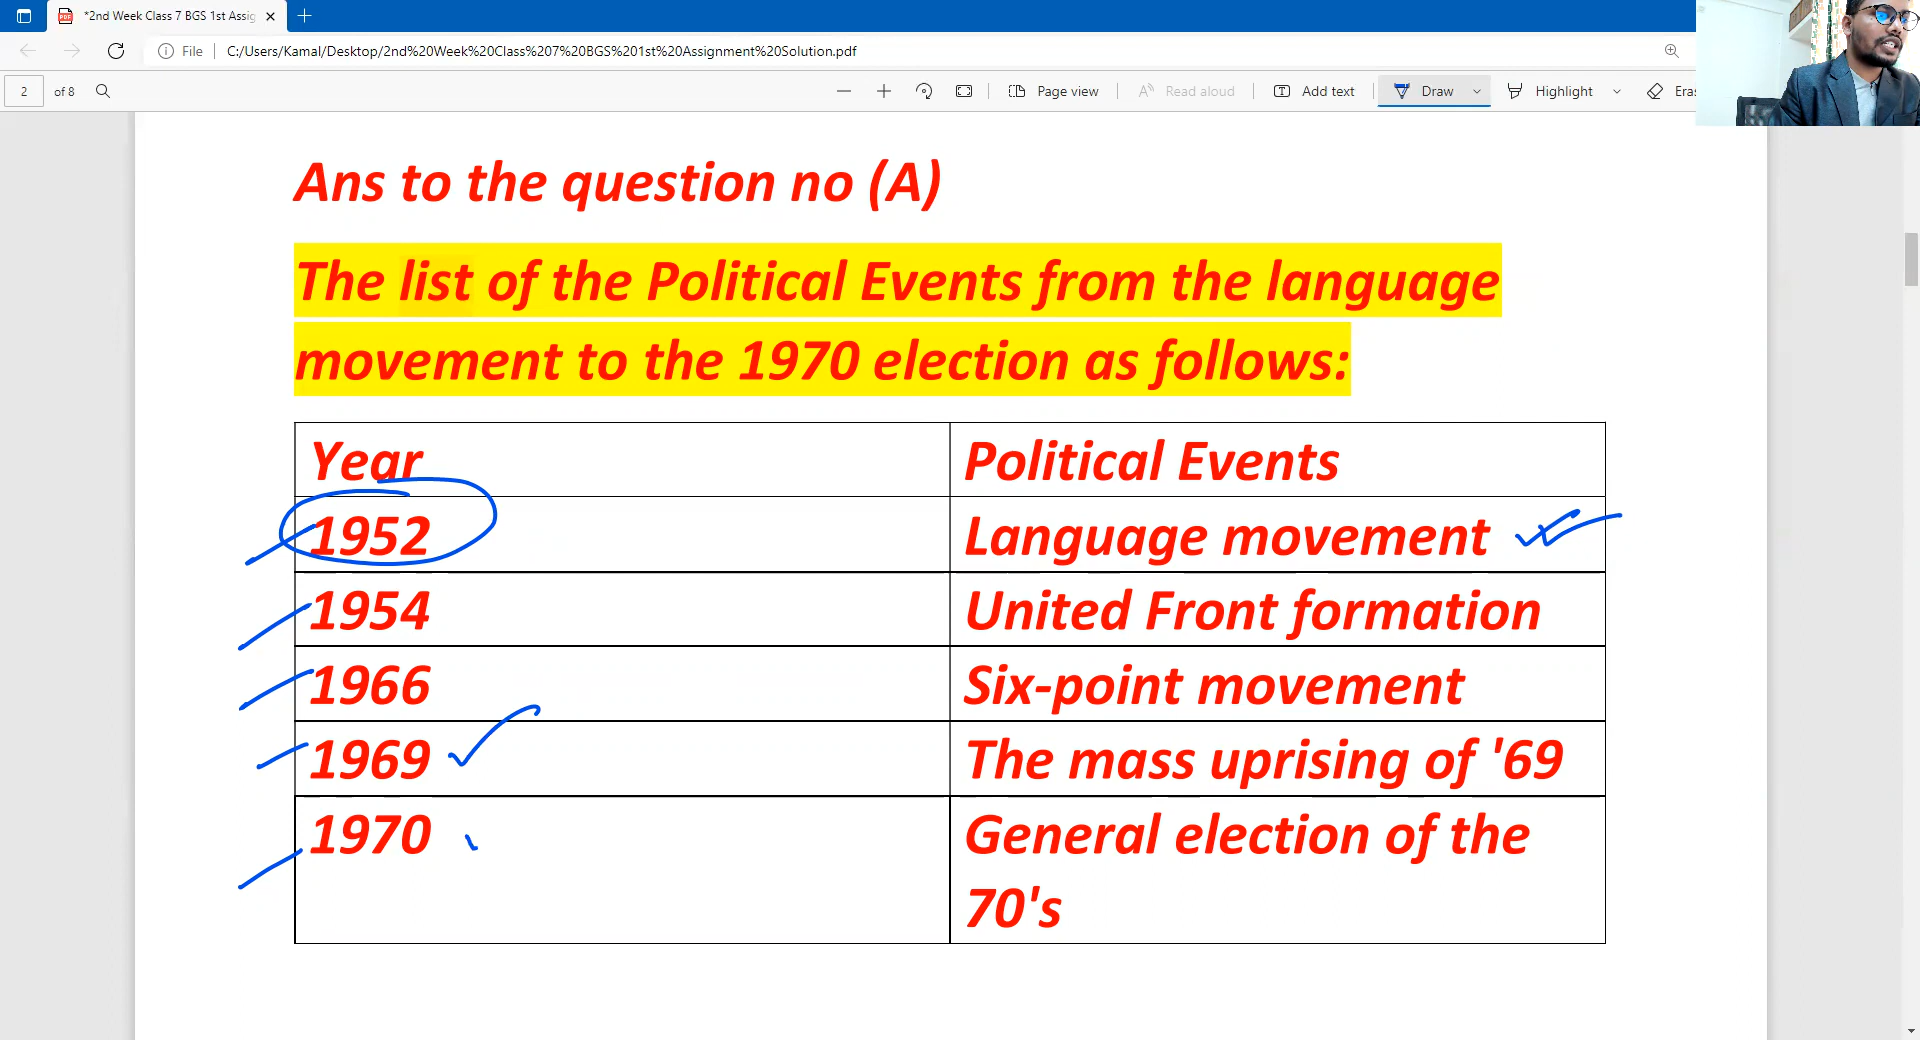 *2nd Week Class 7 BGS 1st Assig
File C:/Users/Kamal/Desktop/2nd%20Week%20Class%207%20BGS%201st%20Assignment%20Solution.pdf
2 of 8 Page view Read aloud Add text Draw Highlight Eras
Ans to the question no (A)
The list of the Political Events from the language
movement to the 1970 election as follows:
Year Political Events
1952 Language movement
1954 United Front formation
1966 Six-point movement
1969 The mass uprising of '69
1970 General election of the
70's